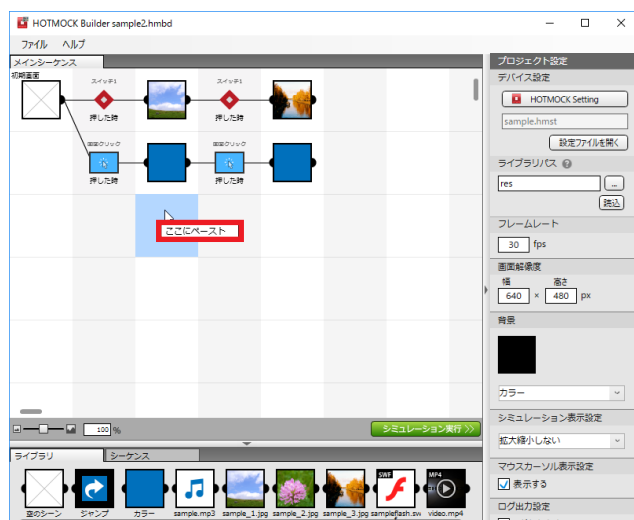 HOTMOCK Builder sample2.hmbd
ファイル ヘルプ
メインシーケンス
初期画面
スイッチ1
スイッチ1
押した時
押した時
画面クリック
画面クリック
押した時
押した時
ここにペースト
100 %
シミュレーション実行
ライブラリ
シーケンス
SWF
MP4
空のシーン
ジャンプ
カラー
sample.mp3
sample_1.jpg
sample_2.jpg
sample_3.jpg
sampleflash.sw
video.mp4
プロジェクト設定
デバイス設定
HOTMOCK Setting
sample.hmst
設定ファイルを開く
ライブラリパス
res
...
読込
フレームレート
30 fps
画面解像度
幅 高さ
640 × 480 px
背景
カラー
シミュレーション表示設定
拡大縮小しない
マウスカーソル表示設定
表示する
ログ出力設定